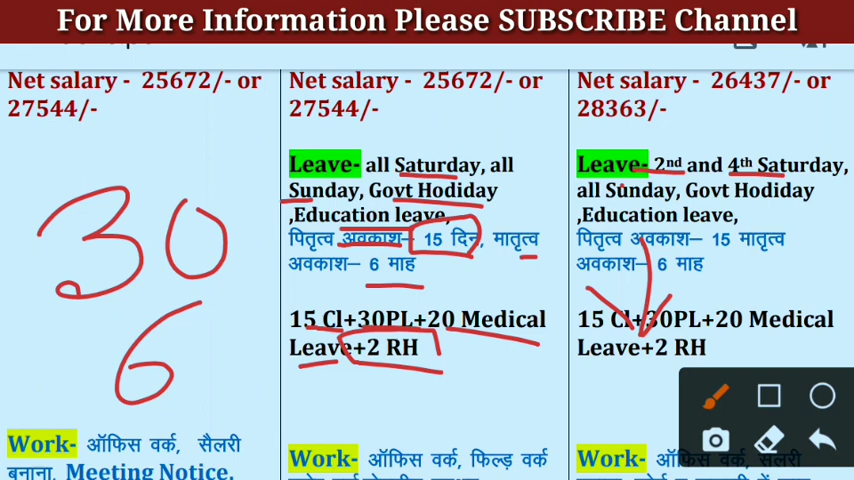 For More Information Please SUBSCRIBE Channel
Net salary - 25672/- or
27544/-
30
6
Work- ऑफिस वर्क, सैलरी
बनाना, Meeting Notice.
Net salary - 25672/- or
27544/-
Leave- all Saturday, all
Sunday, Govt Hodiday
,Education leave,
पितृत्व अवकाश– 15 दिन, मातृत्व
अवकाश– 6 माह
15 Cl+30PL+20 Medical
Leave+2 RH
Work- ऑफिस वर्क, फिल्ड वर्क
Net salary - 26437/- or
28363/-
Leave- 2nd and 4th Saturday,
all Sunday, Govt Hodiday
,Education leave,
पितृत्व अवकाश– 15 मातृत्व
अवकाश– 6 माह
15 Cl+30PL+20 Medical
Leave+2 RH
Work- ऑफिस वर्क, सैलरी